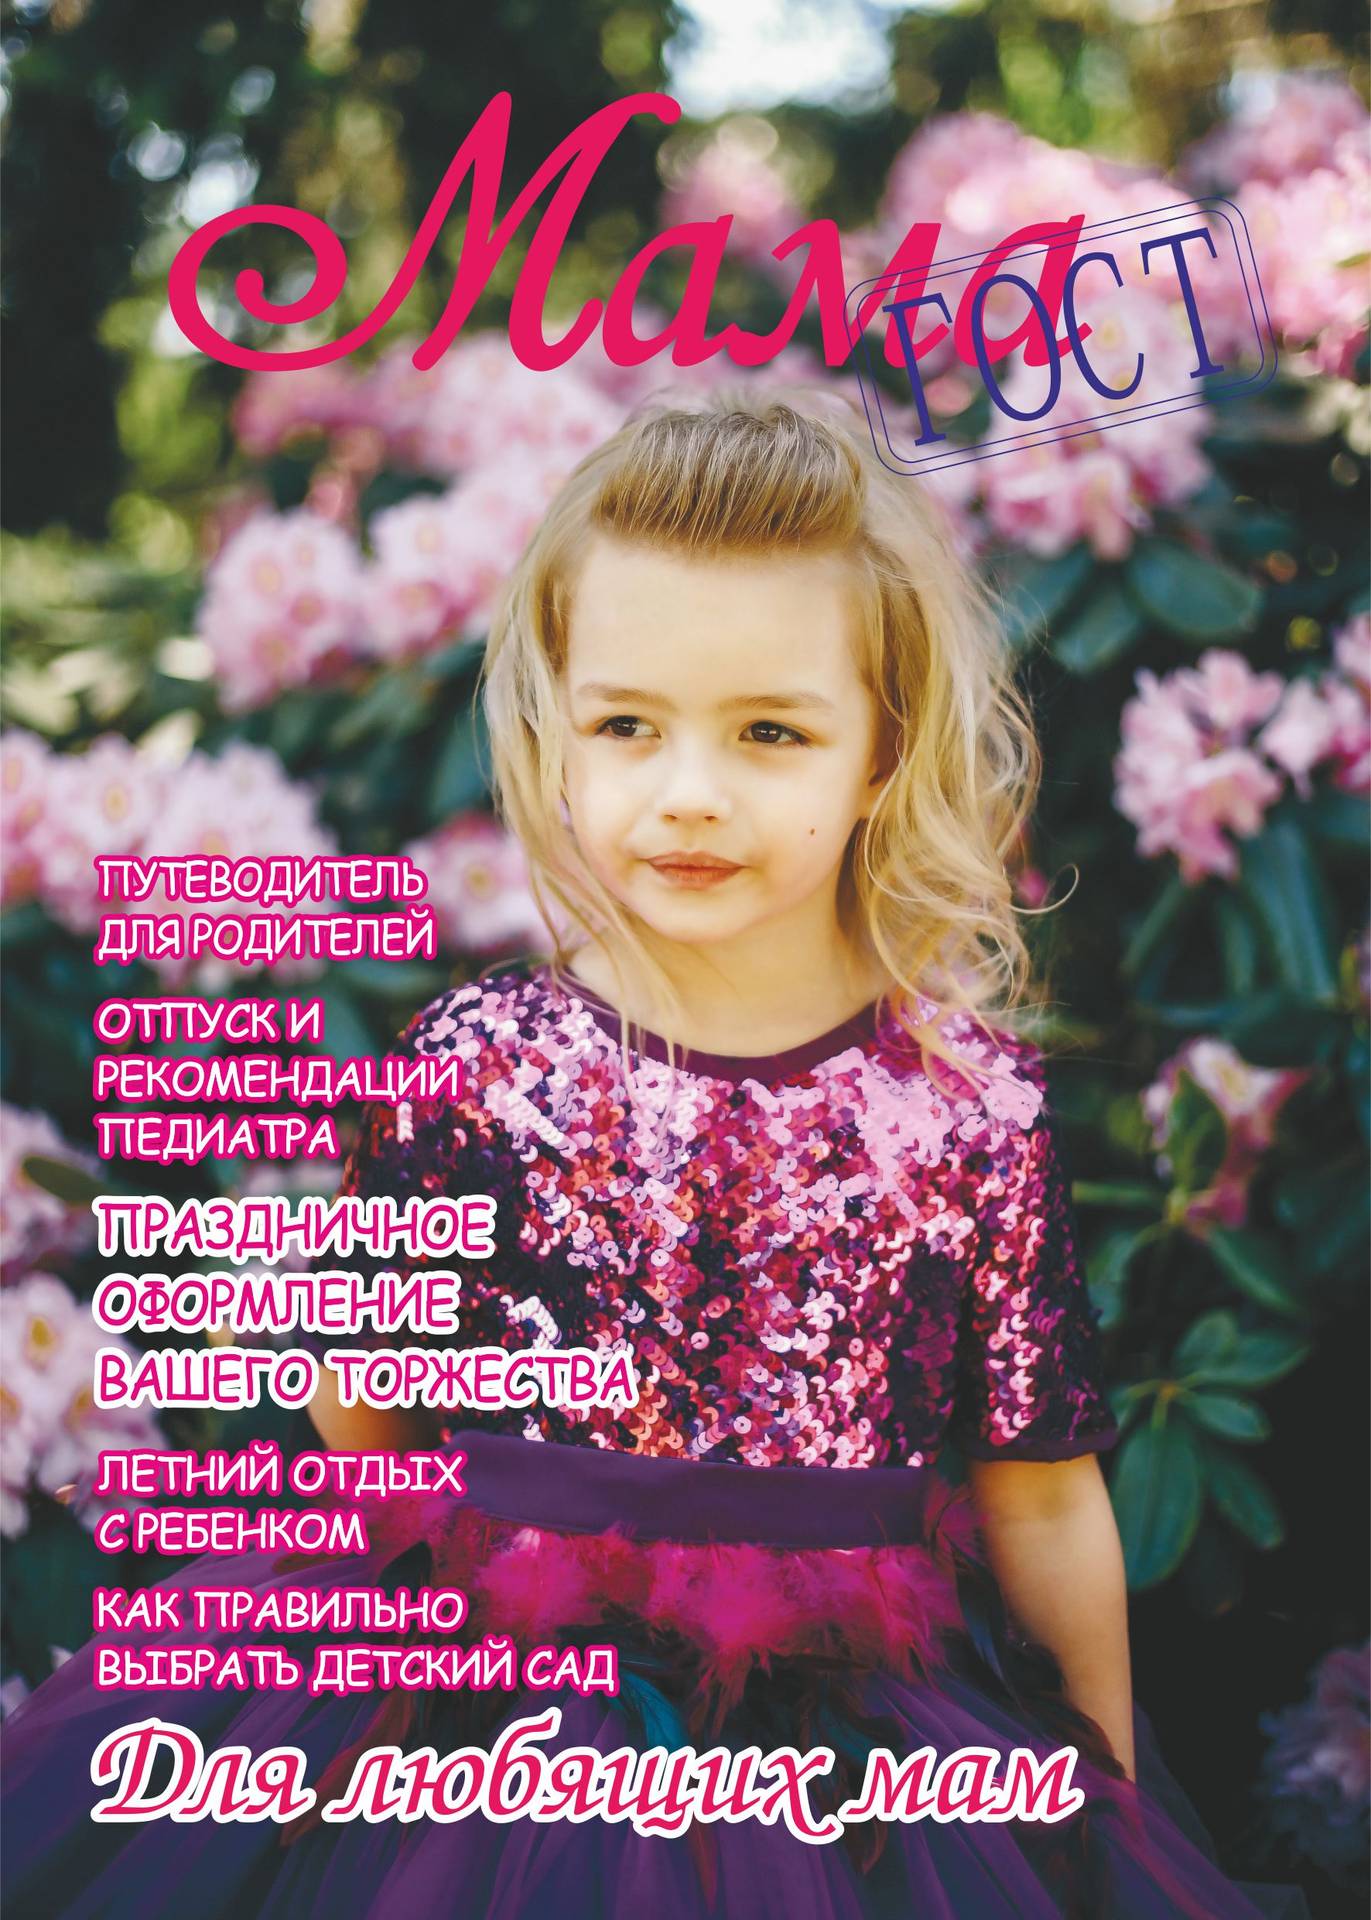 Мама
ГОСТ
ПУТЕВОДИТЕЛЬ
ДЛЯ РОДИТЕЛЕЙ
ОТПУСК И
РЕКОМЕНДАЦИИ
ПЕДИАТРА
ПРАЗДНИЧНОЕ
ОФОРМЛЕНИЕ
ВАШЕГО ТОРЖЕСТВА
ЛЕТНИЙ ОТДЫХ
С РЕБЕНКОМ
КАК ПРАВИЛЬНО
ВЫБРАТЬ ДЕТСКИЙ САД
Для любящих мам